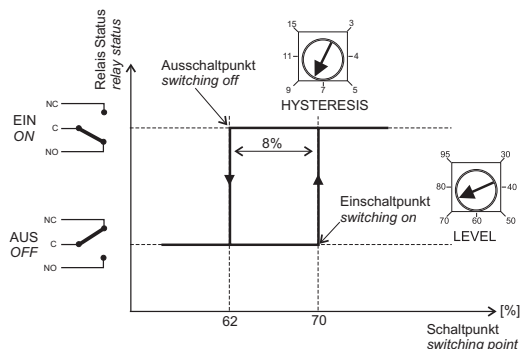 Relais Status
relay status
EIN
ON
NC
C
NO
AUS
OFF
NC
C
NO
Ausschaltpunkt
switching off
15
3
11
4
9
7
5
HYSTERESIS
8%
Einschaltpunkt
switching on
95
30
80
40
70
60
50
LEVEL
62
70
[%]
Schaltpunkt
switching point